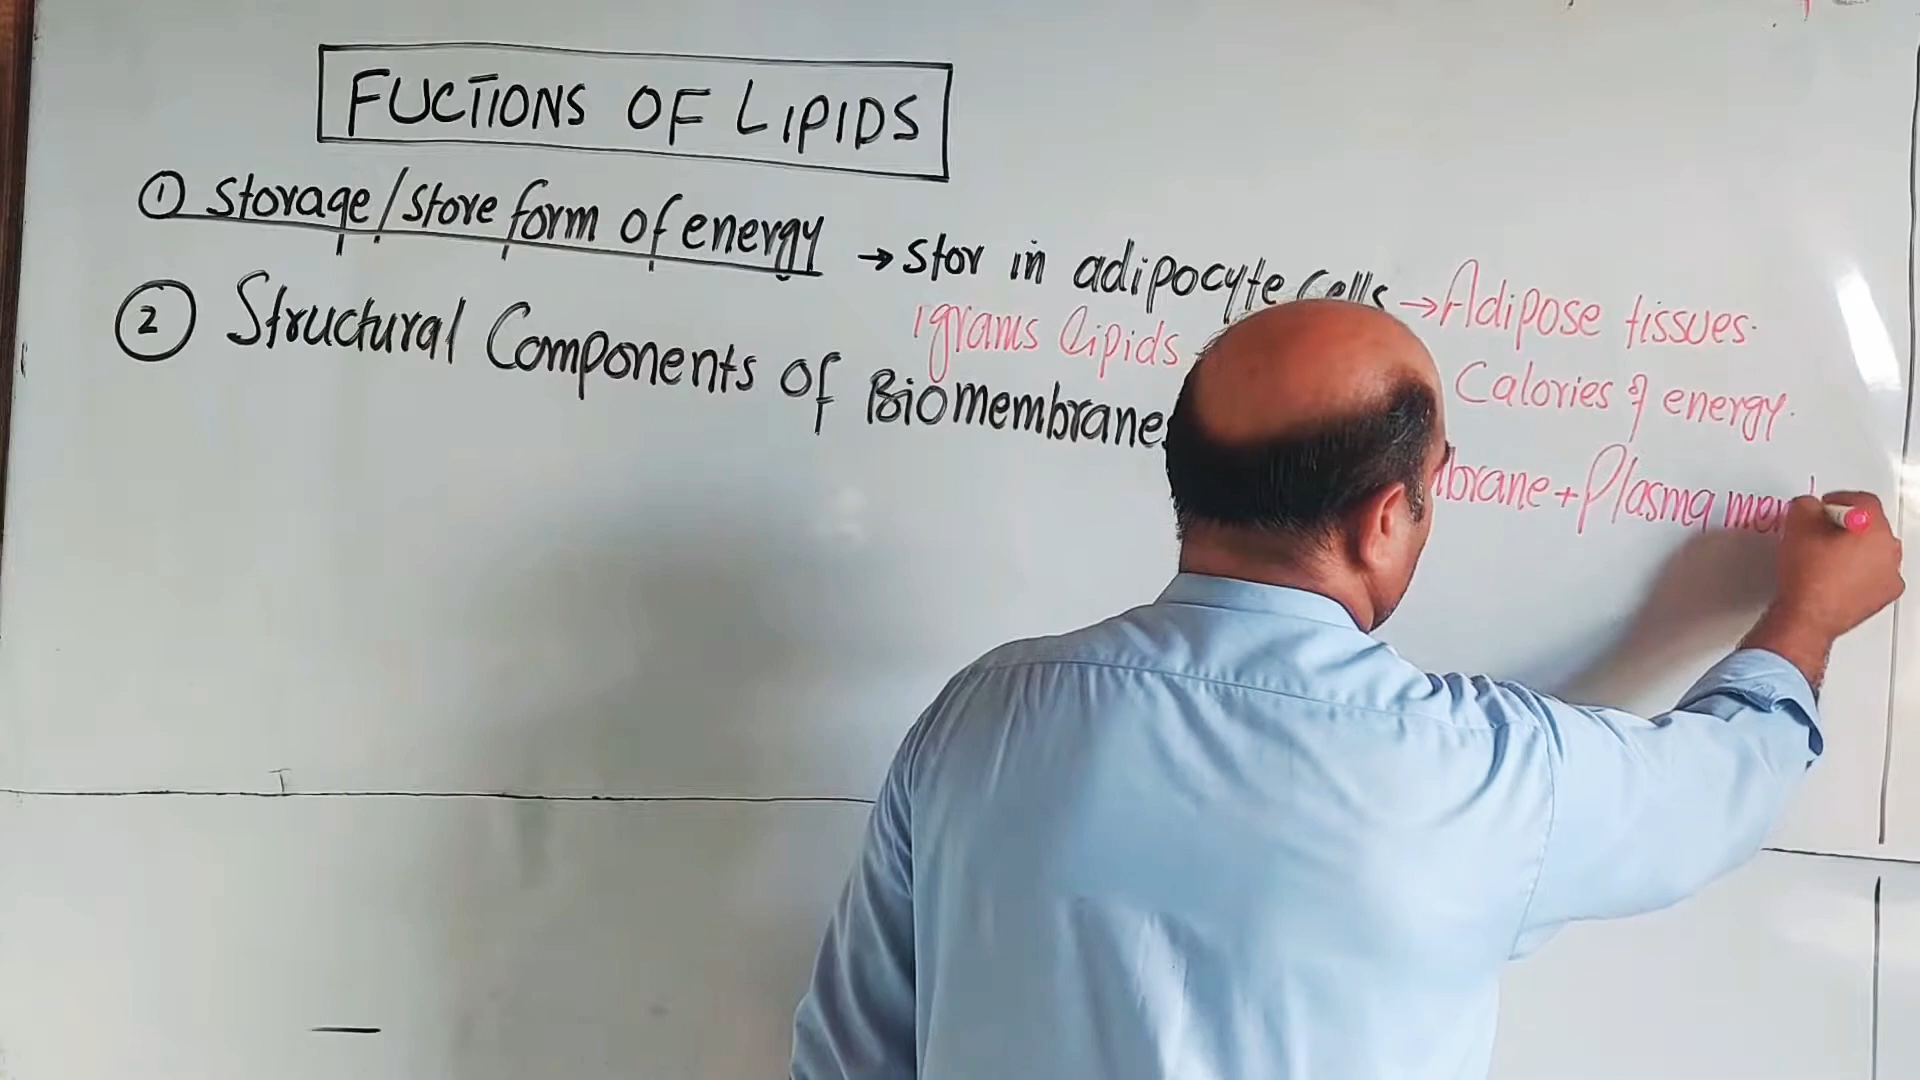 FUCTIONS OF LIPIDS
① Storage/store form of energy → stor in adipocyte Cells → Adipose tissues.
1grams lipids Calories of energy.
② Structural Components of Biomembrane
+ Plasma